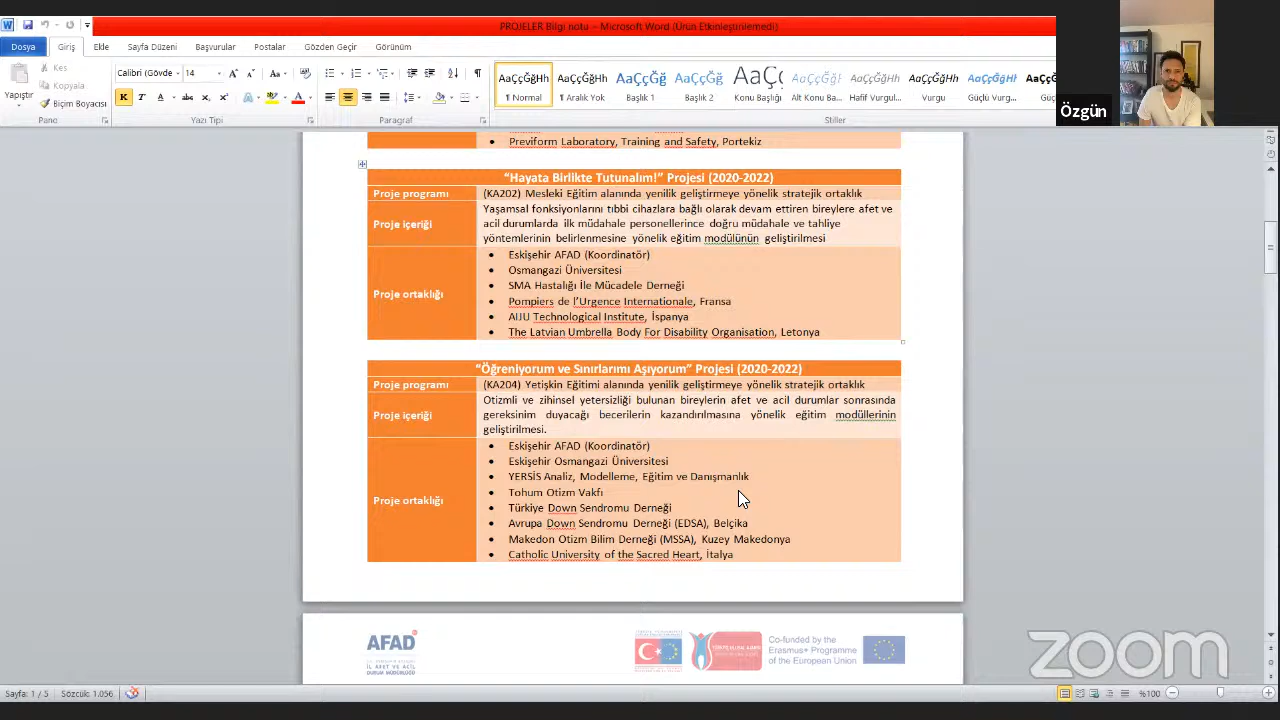 PROJELER Bilgi notu - Microsoft Word (Ürün Etkinleştirilemedi)
Dosya Giriş Ekle Sayfa Düzeni Başvurular Postalar Gözden Geçir Görünüm
Kes
Kopyala
Biçim Boyacısı
Yapıştır
Calibri (Gövde 14
Pano Yazı Tipi Paragraf Stiller
AaÇçĞğHh AaÇçĞğHh AaÇçĞğ AaÇçĞğ AaÇç AaÇçĞğHh AaÇçĞğHh AaÇçĞğHh AaÇçĞğHh
¶ Normal ¶ Aralık Yok Başlık 1 Başlık 2 Konu Başlığı Alt Konu Ba... Hafif Vurgul... Vurgu Güçlü Vurg...
Özgün
• Previform Laboratory, Training and Safety, Portekiz
“Hayata Birlikte Tutunalım!” Projesi (2020-2022)
Proje programı (KA202) Mesleki Eğitim alanında yenilik geliştirmeye yönelik stratejik ortaklık
Proje içeriği
Yaşamsal fonksiyonlarını tıbbi cihazlara bağlı olarak devam ettiren bireylere afet ve
acil durumlarda ilk müdahale personellerince doğru müdahale ve tahliye
yöntemlerinin belirlenmesine yönelik eğitim modülünün geliştirilmesi
Proje ortaklığı
• Eskişehir AFAD (Koordinatör)
• Osmangazi Üniversitesi
• SMA Hastalığı İle Mücadele Derneği
• Pompiers de l’Urgence Internationale, Fransa
• AIJU Technological Institute, İspanya
• The Latvian Umbrella Body For Disability Organisation, Letonya
“Öğreniyorum ve Sınırlarımı Aşıyorum” Projesi (2020-2022)
Proje programı (KA204) Yetişkin Eğitimi alanında yenilik geliştirmeye yönelik stratejik ortaklık
Proje içeriği
Otizmli ve zihinsel yetersizliği bulunan bireylerin afet ve acil durumlar sonrasında
gereksinim duyacağı becerilerin kazandırılmasına yönelik eğitim modüllerinin
geliştirilmesi.
Proje ortaklığı
• Eskişehir AFAD (Koordinatör)
• Eskişehir Osmangazi Üniversitesi
• YERSİS Analiz, Modelleme, Eğitim ve Danışmanlık
• Tohum Otizm Vakfı
• Türkiye Down Sendromu Derneği
• Avrupa Down Sendromu Derneği (EDSA), Belçika
• Makedon Otizm Bilim Derneği (MSSA), Kuzey Makedonya
• Catholic University of the Sacred Heart, İtalya
AFAD
İL AFET VE ACİL
DURUM MÜDÜRLÜĞÜ
Co-funded by the
Erasmus+ Programme
of the European Union
zoom
Sayfa: 1 / 5 Sözcük: 1.056 %100